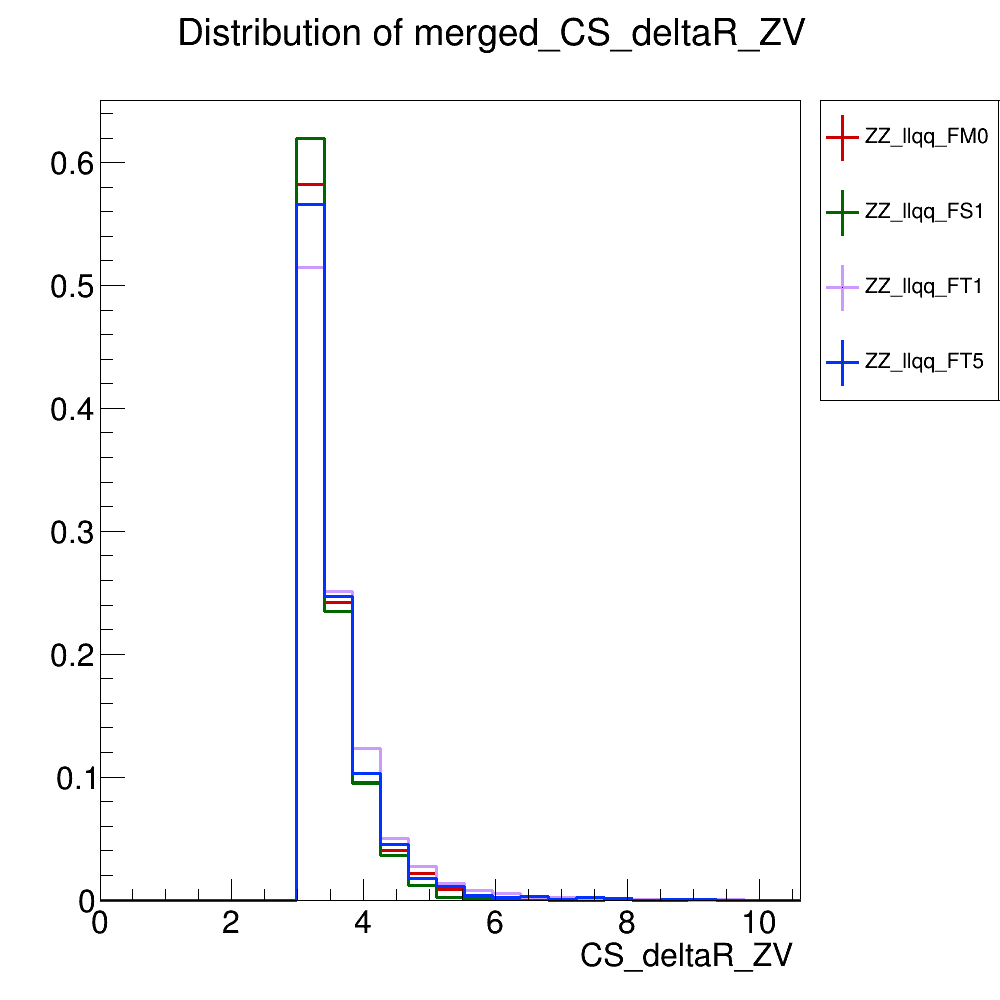 Distribution of merged_CS_deltaR_ZV
ZZ_llqq_FM0
ZZ_llqq_FS1
ZZ_llqq_FT1
ZZ_llqq_FT5
0.6
0.5
0.4
0.3
0.2
0.1
0
0 2 4 6 8 10
CS_deltaR_ZV